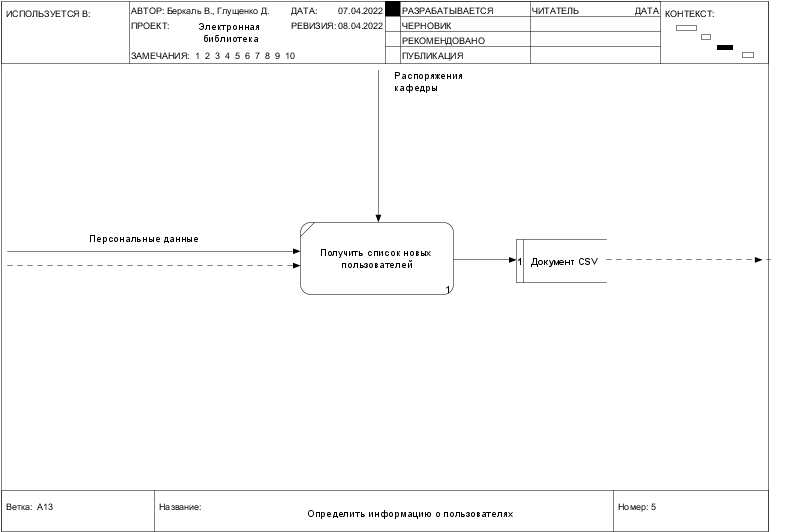 ИСПОЛЬЗУЕТСЯ В:
АВТОР: Беркаль В., Глущенко Д.
ДАТА: 07.04.2022
РАЗРАБАТЫВАЕТСЯ
ЧИТАТЕЛЬ
ДАТА
КОНТЕКСТ:
ПРОЕКТ: Электронная
библиотека
РЕВИЗИЯ: 08.04.2022
ЧЕРНОВИК
РЕКОМЕНДОВАНО
ЗАМЕЧАНИЯ: 1 2 3 4 5 6 7 8 9 10
ПУБЛИКАЦИЯ
Распоряжения
кафедры
Персональные данные
Получить список новых
пользователей
1
1 Документ CSV
Ветка: A13
Название:
Определить информацию о пользователях
Номер: 5